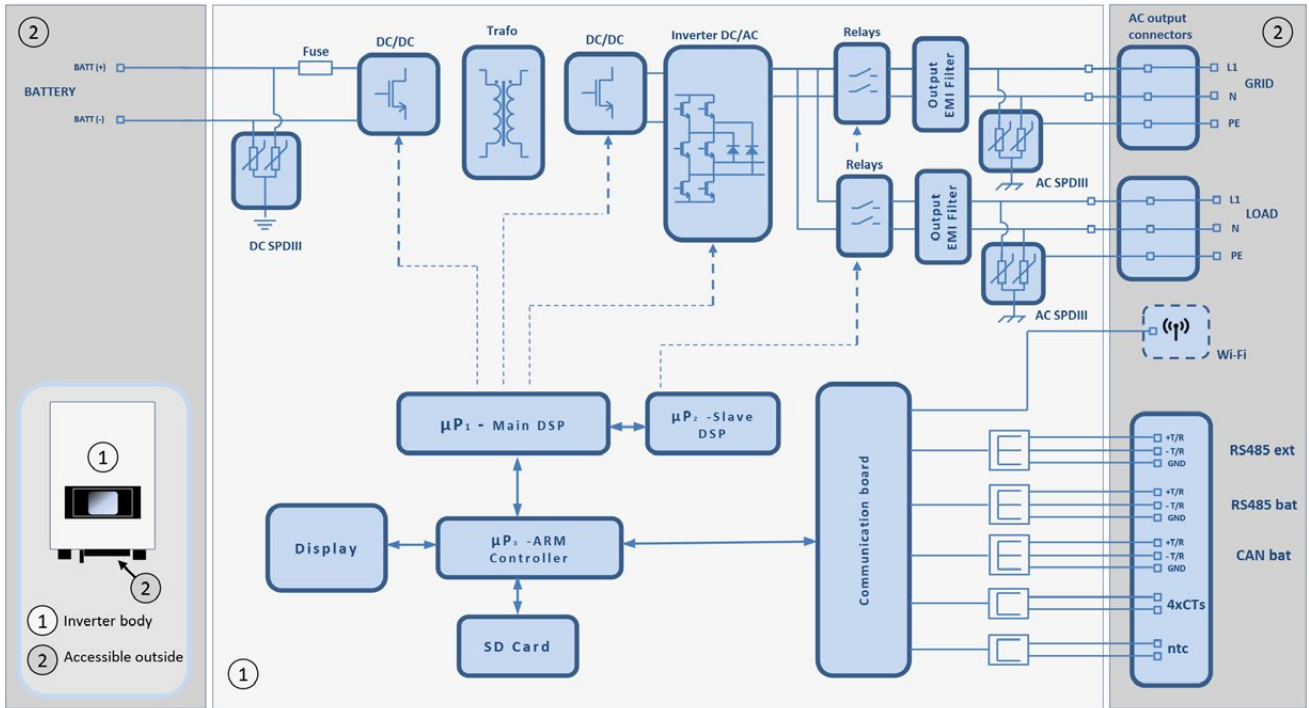 2
BATT (+)
BATTERY
BATT (-)
DC SPDIII
Fuse
DC/DC
Trafo
DC/DC
Inverter DC/AC
Relays
Output
EMI Filter
AC SPDIII
Relays
Output
EMI Filter
AC SPDIII
AC output
connectors
2
L1
GRID
N
PE
L1
LOAD
N
PE
Wi-Fi
µP₁ - Main DSP
µP₂ -Slave
DSP
Display
µP₃ -ARM
Controller
SD Card
Communication board
+T/R
- T/R
GND
RS485 ext
+T/R
- T/R
GND
RS485 bat
+T/R
- T/R
GND
CAN bat
4xCTs
ntc
1
2
1 Inverter body
2 Accessible outside
1